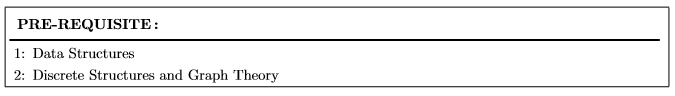 PRE-REQUISITE:
1: Data Structures
2: Discrete Structures and Graph Theory